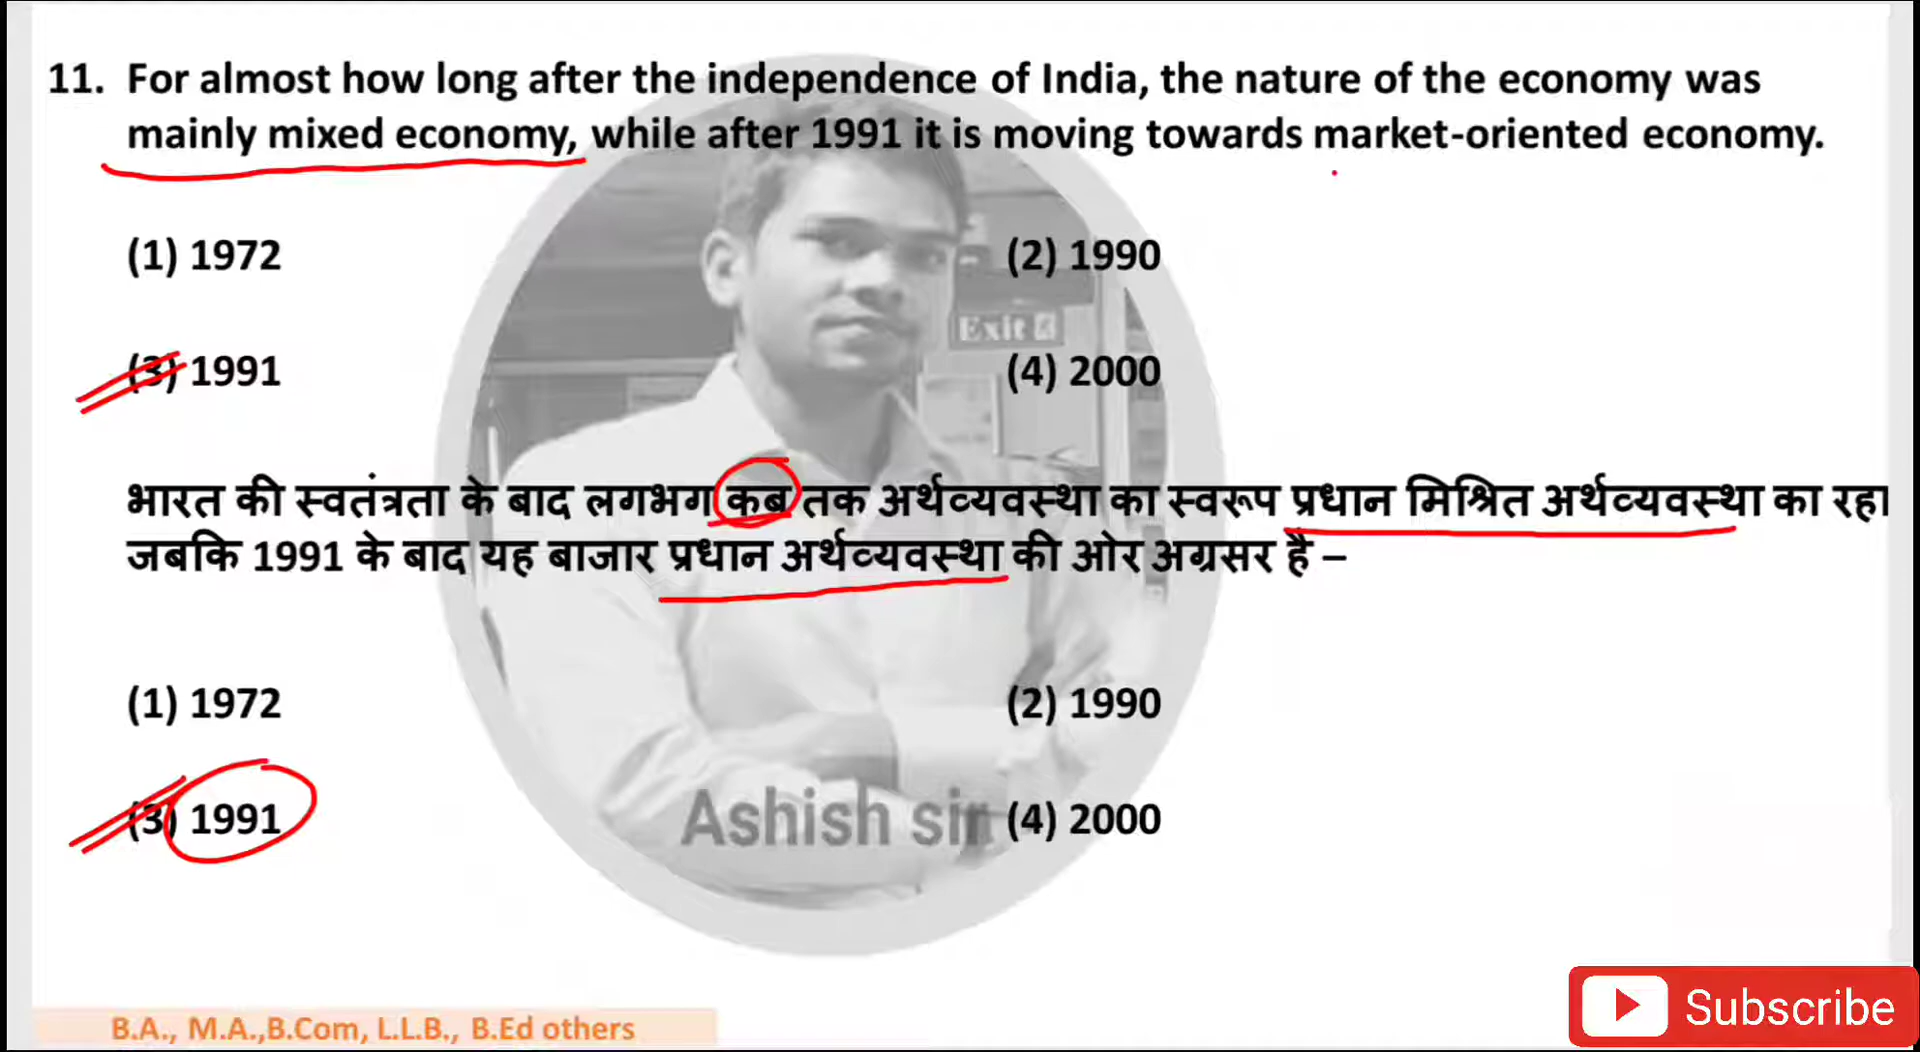 11. For almost how long after the independence of India, the nature of the economy was
mainly mixed economy, while after 1991 it is moving towards market-oriented economy.
(1) 1972 (2) 1990
Exit
(3) 1991 (4) 2000
भारत की स्वतंत्रता के बाद लगभग कब तक अर्थव्यवस्था का स्वरूप प्रधान मिश्रित अर्थव्यवस्था का रहा
जबकि 1991 के बाद यह बाजार प्रधान अर्थव्यवस्था की ओर अग्रसर है –
(1) 1972 (2) 1990
(3) 1991 (4) 2000
Ashish sir
B.A., M.A.,B.Com, L.L.B., B.Ed others
Subscribe